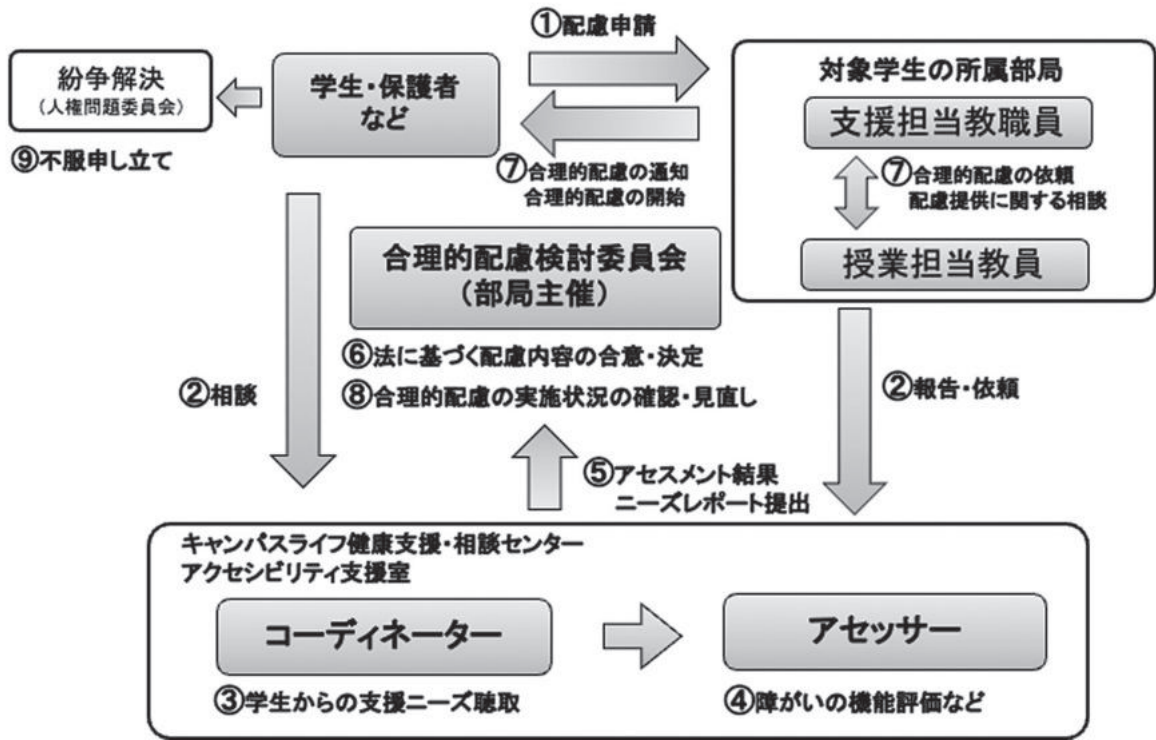 ①配慮申請
紛争解決
（人権問題委員会）
⑨不服申し立て
学生・保護者
など
⑦合理的配慮の通知
合理的配慮の開始
対象学生の所属部局
支援担当教職員
⑦合理的配慮の依頼
配慮提供に関する相談
授業担当教員
合理的配慮検討委員会
（部局主催）
⑥法に基づく配慮内容の合意・決定
⑧合理的配慮の実施状況の確認・見直し
②相談
②報告・依頼
⑤アセスメント結果
ニーズレポート提出
キャンパスライフ健康支援・相談センター
アクセシビリティ支援室
コーディネーター
③学生からの支援ニーズ聴取
アセッサー
④障がいの機能評価など